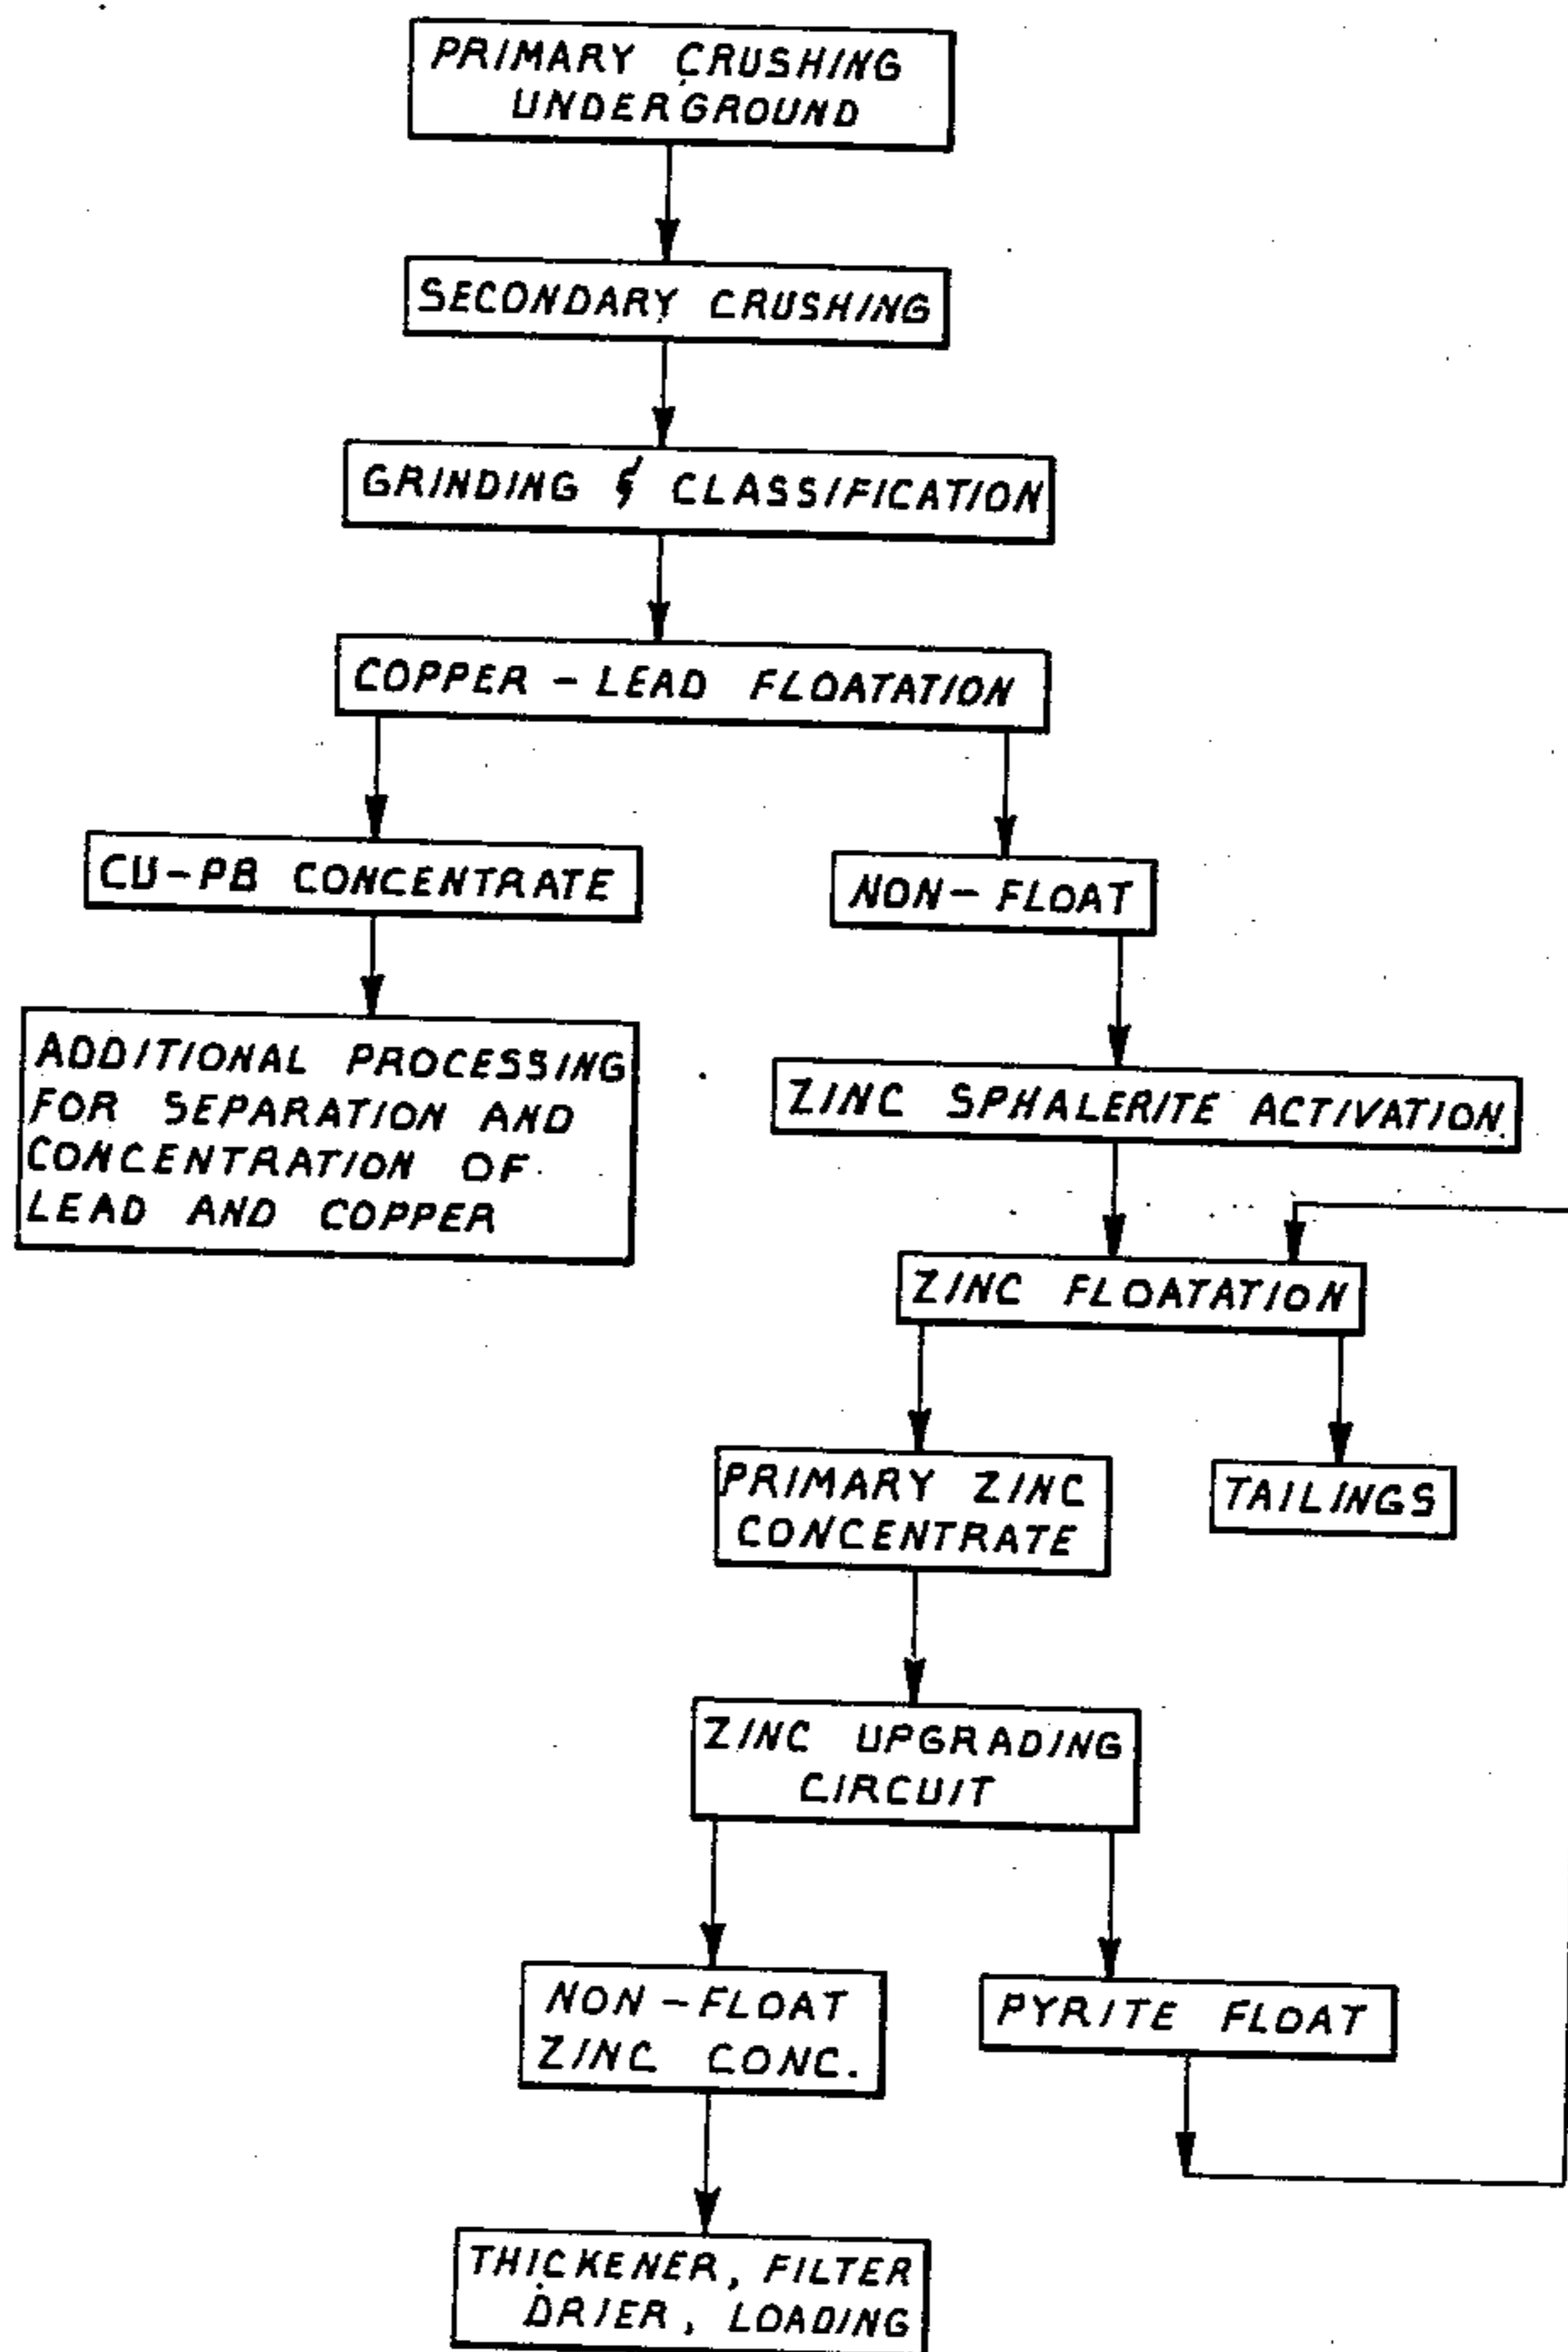 PRIMARY CRUSHING
UNDERGROUND
SECONDARY CRUSHING
GRINDING & CLASSIFICATION
COPPER - LEAD FLOATATION
CU-PB CONCENTRATE
NON-FLOAT
ADDITIONAL PROCESSING
FOR SEPARATION AND
CONCENTRATION OF
LEAD AND COPPER
ZINC SPHALERITE ACTIVATION
ZINC FLOATATION
PRIMARY ZINC
CONCENTRATE
TAILINGS
ZINC UPGRADING
CIRCUIT
NON-FLOAT
ZINC CONC.
PYRITE FLOAT
THICKENER, FILTER
DRIER, LOADING